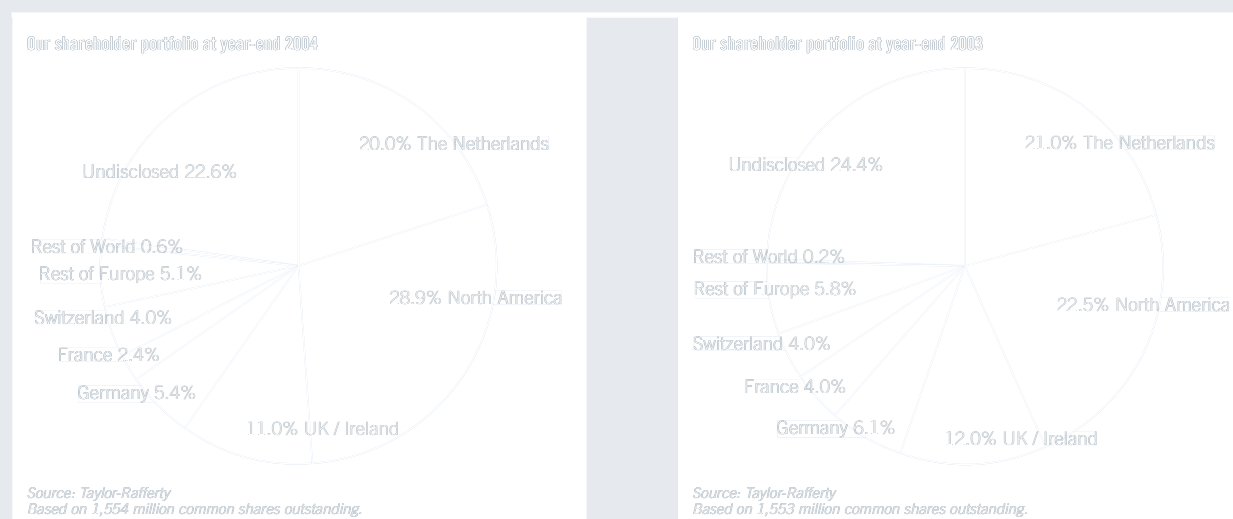 Our shareholder portfolio at year-end 2004
20.0% The Netherlands
Undisclosed 22.6%
Rest of World 0.6%
Rest of Europe 5.1%
28.9% North America
Switzerland 4.0%
France 2.4%
Germany 5.4%
11.0% UK / Ireland
Source: Taylor-Rafferty
Based on 1,554 million common shares outstanding.
Our shareholder portfolio at year-end 2003
21.0% The Netherlands
Undisclosed 24.4%
Rest of World 0.2%
Rest of Europe 5.8%
22.5% North America
Switzerland 4.0%
France 4.0%
Germany 6.1%
12.0% UK / Ireland
Source: Taylor-Rafferty
Based on 1,553 million common shares outstanding.